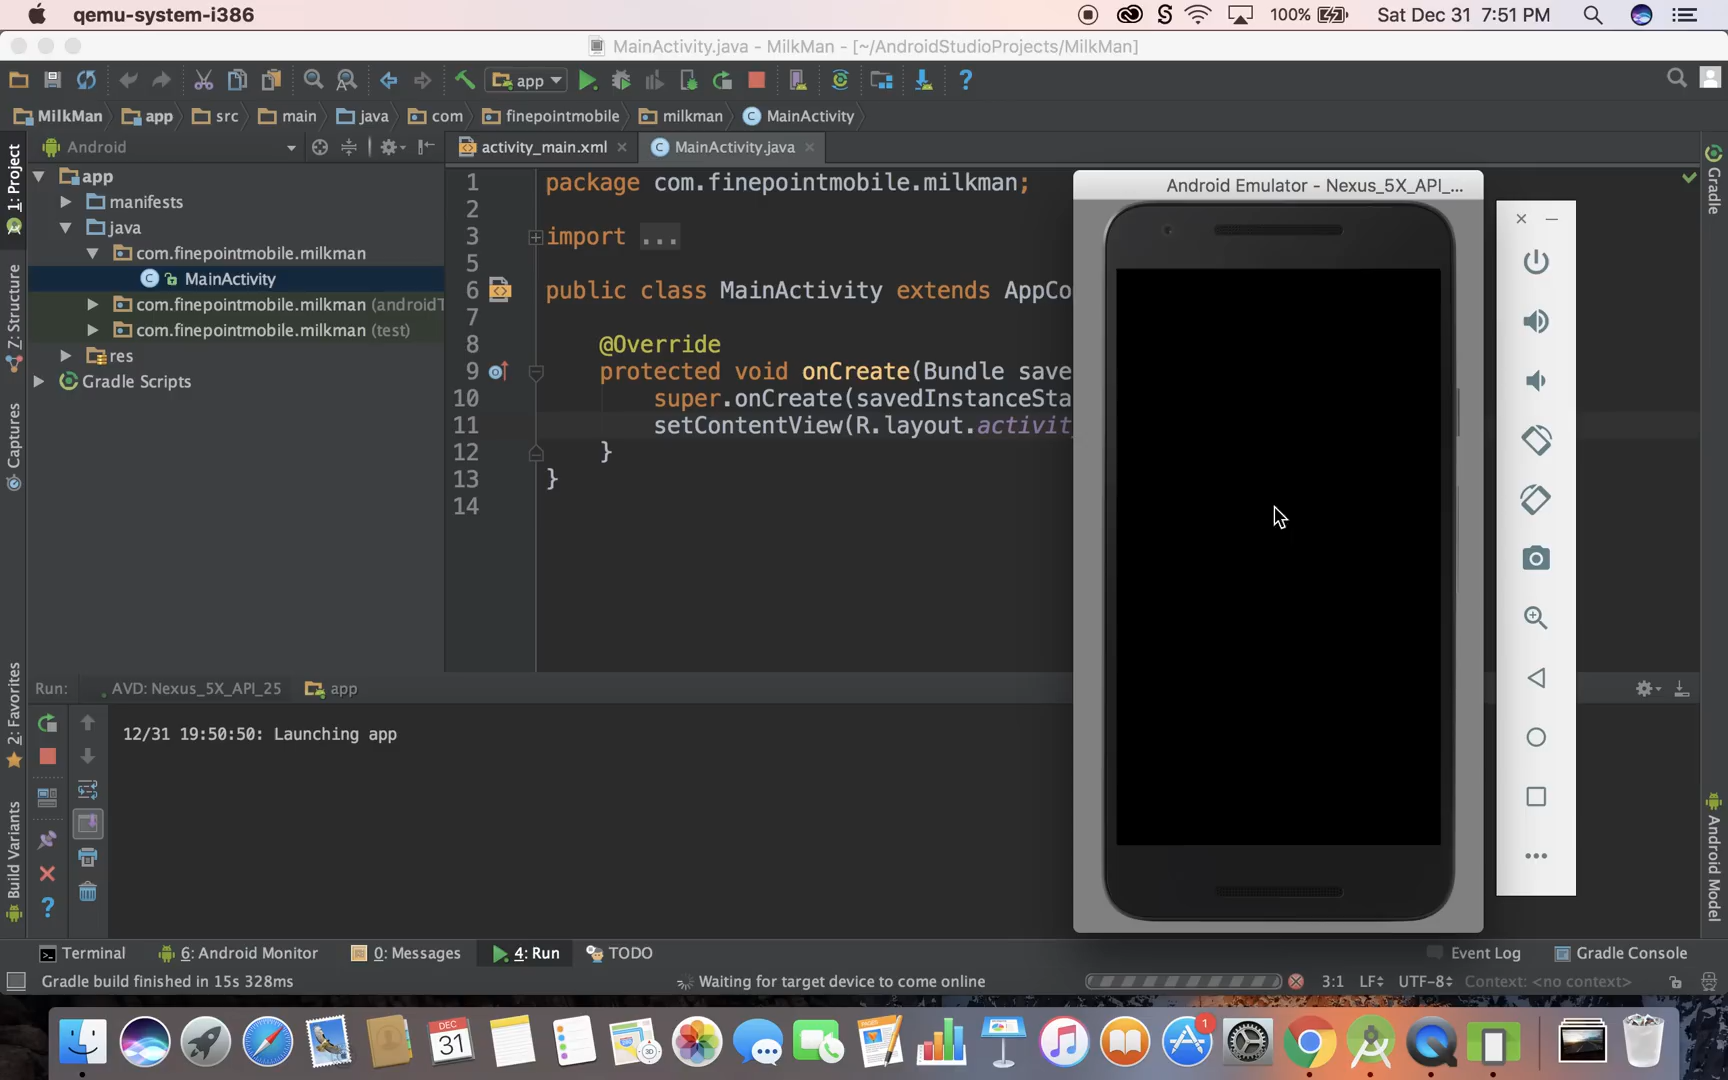 qemu-system-i386
100%
Sat Dec 31 7:51 PM
MainActivity.java - MilkMan - [~/AndroidStudioProjects/MilkMan]
app
MilkMan
app
src
main
java
com
finepointmobile
milkman
MainActivity
Android
activity_main.xml
MainActivity.java
1: Project
7: Structure
Captures
2: Favorites
Build Variants
app
manifests
java
com.finepointmobile.milkman
MainActivity
com.finepointmobile.milkman (androidT
com.finepointmobile.milkman (test)
res
Gradle Scripts
1 package com.finepointmobile.milkman;
2
3 import ...
5
6 public class MainActivity extends AppCo
7
8 @Override
9 protected void onCreate(Bundle save
10 super.onCreate(savedInstanceSta
11 setContentView(R.layout.activit
12 }
13 }
14
Android Emulator - Nexus_5X_API_...
Gradle
Android Model
Run:
AVD: Nexus_5X_API_25
app
12/31 19:50:50: Launching app
Terminal
6: Android Monitor
0: Messages
4: Run
TODO
Event Log
Gradle Console
Gradle build finished in 15s 328ms
Waiting for target device to come online
3:1
LF
UTF-8
Context: <no context>
DEC
31
3D
PAGES
1